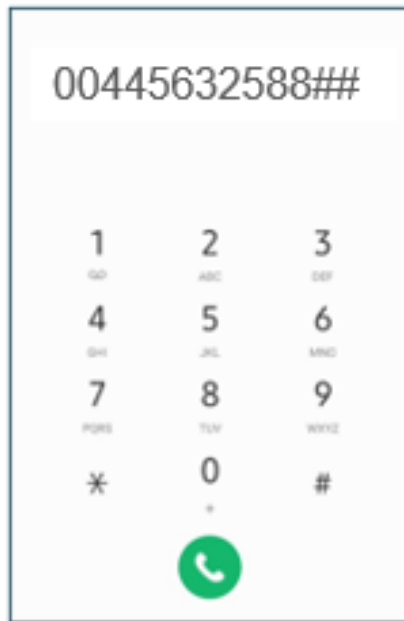 00445632588##
1 2 3
ABC DEF
4 5 6
GHI JKL MNO
7 8 9
PQRS TUV WXYZ
* 0 #
+